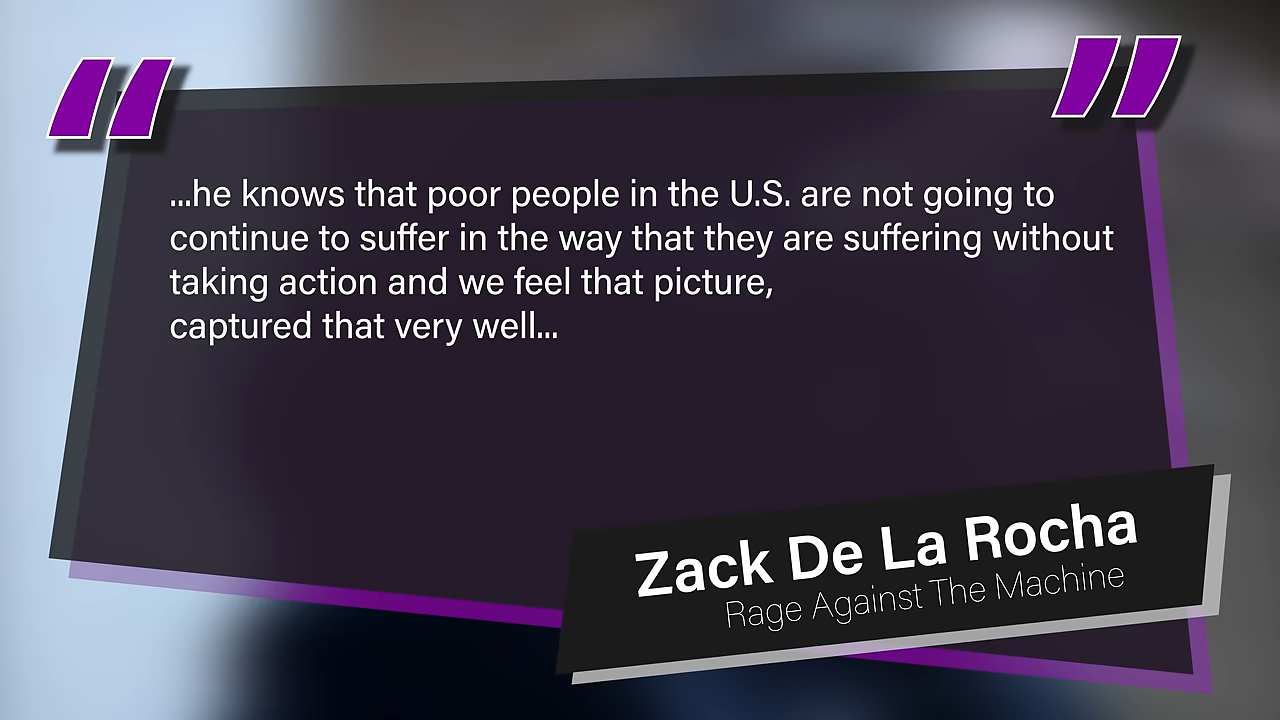 ...he knows that poor people in the U.S. are not going to
continue to suffer in the way that they are suffering without
taking action and we feel that picture,
captured that very well...
Zack De La Rocha
Rage Against The Machine